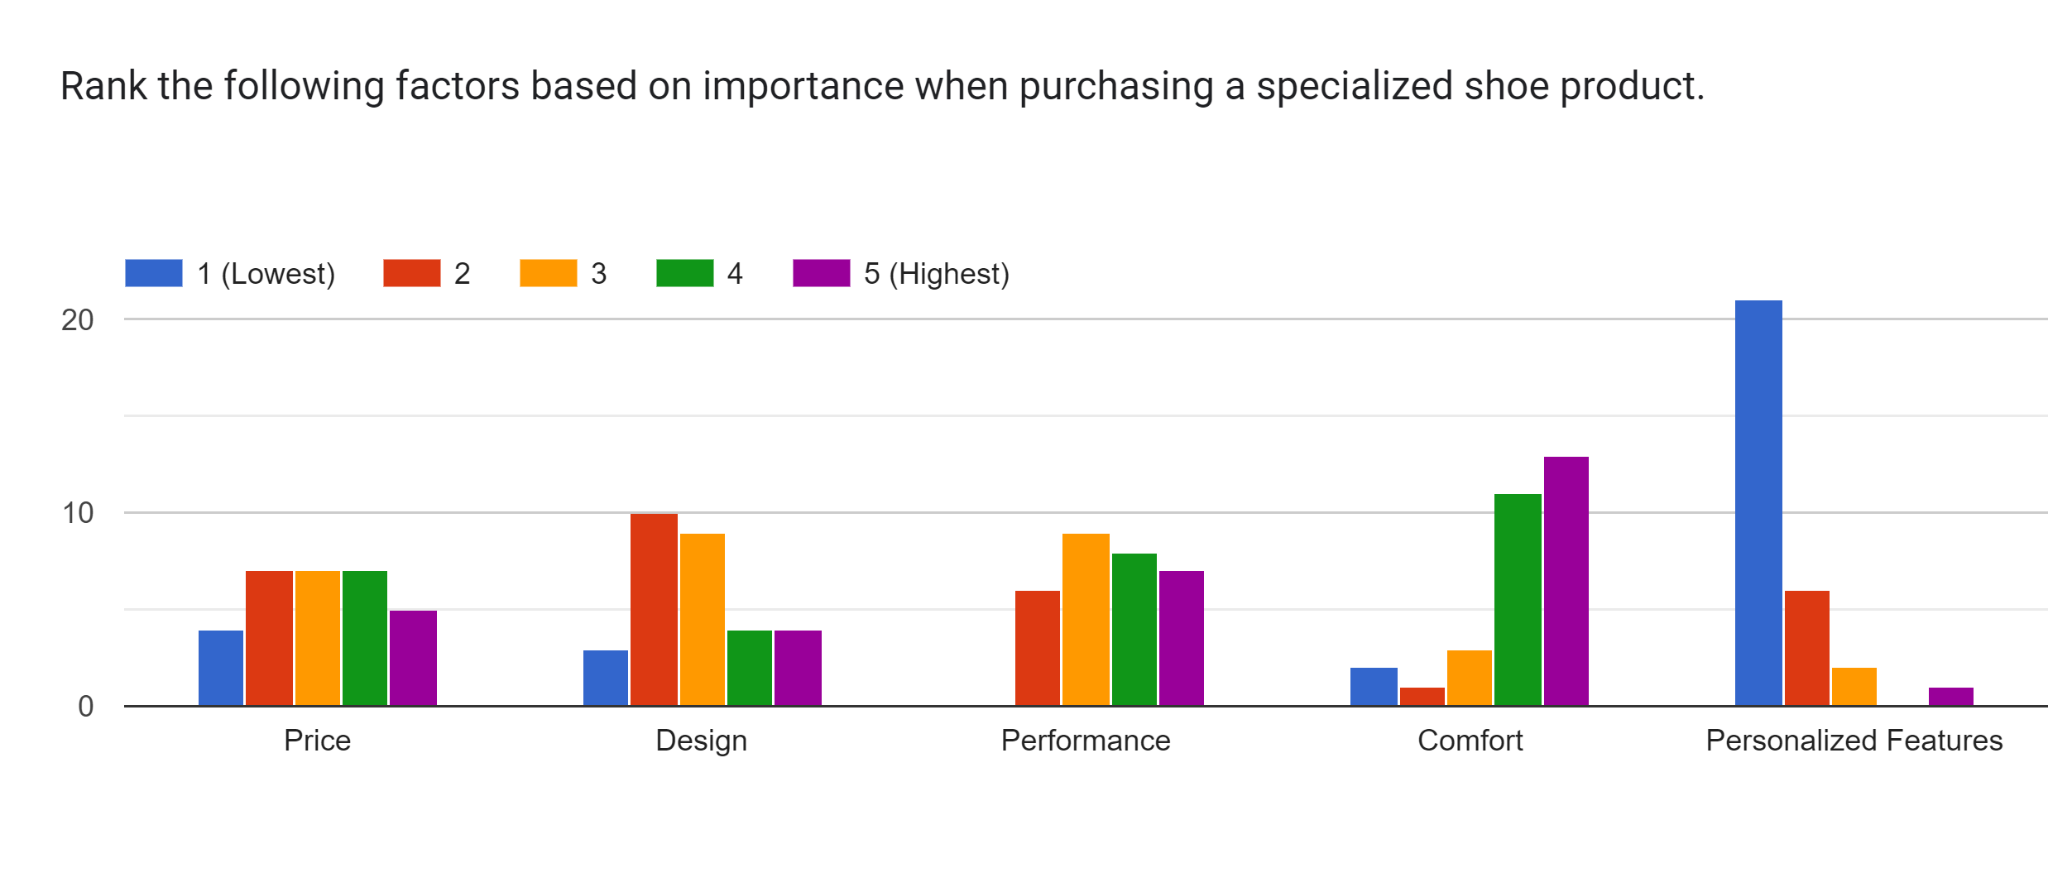 Rank the following factors based on importance when purchasing a specialized shoe product.
1 (Lowest) 2 3 4 5 (Highest)
20
10
0
Price Design Performance Comfort Personalized Features